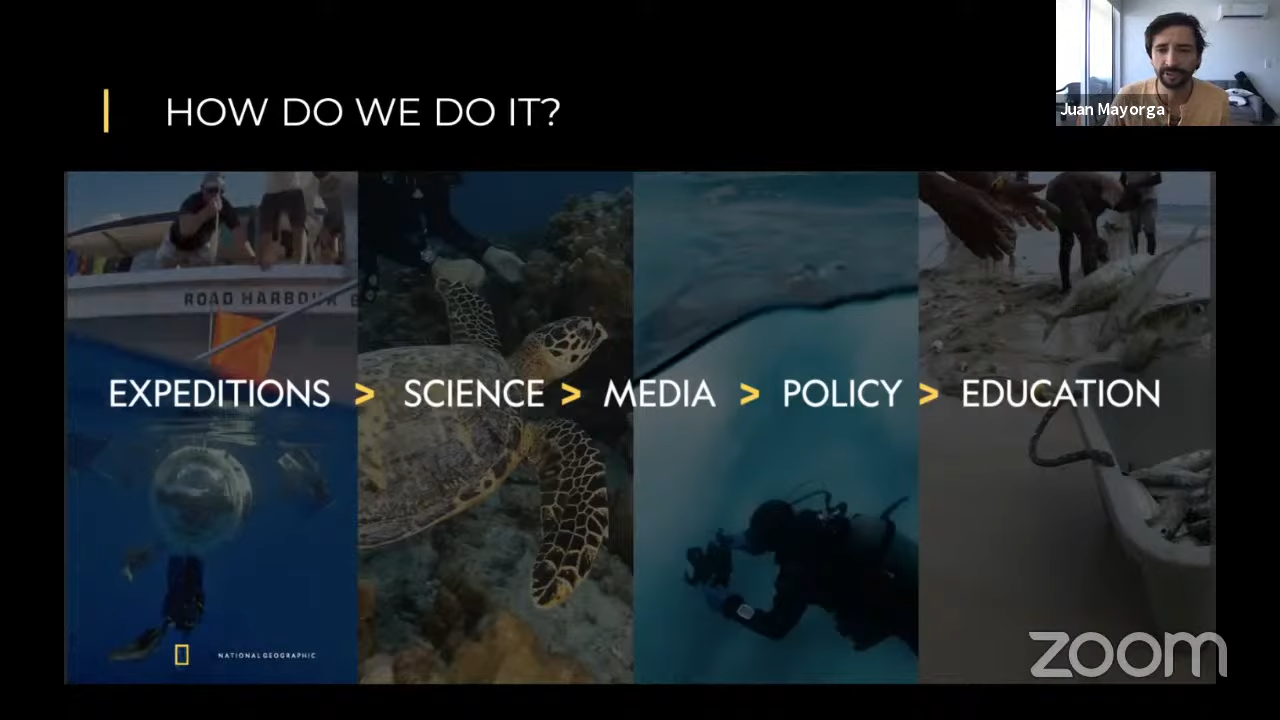 HOW DO WE DO IT?
Juan Mayorga
ROAD HARBOUR
EXPEDITIONS > SCIENCE > MEDIA > POLICY > EDUCATION
NATIONAL GEOGRAPHIC
zoom